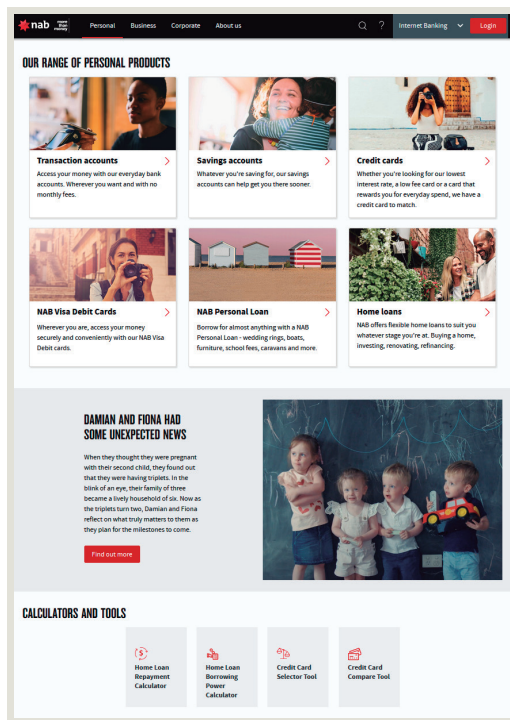 nab more than money Personal Business Corporate About us ? Internet Banking Login
OUR RANGE OF PERSONAL PRODUCTS
Transaction accounts
Access your money with our everyday bank
accounts. Wherever you want and with no
monthly fees.
Savings accounts
Whatever you're saving for, our savings
accounts can help get you there sooner.
Credit cards
Whether you're looking for our lowest
interest rate, a low fee card or a card that
rewards you for everyday spend, we have a
credit card to match.
NAB Visa Debit Cards
Wherever you are, access your money
securely and conveniently with our NAB Visa
Debit cards.
NAB Personal Loan
Borrow for almost anything with a NAB
Personal Loan - wedding rings, boats,
furniture, school fees, caravans and more.
Home loans
NAB offers flexible home loans to suit you
whatever stage you're at. Buying a home,
investing, renovating, refinancing.
DAMIAN AND FIONA HAD
SOME UNEXPECTED NEWS
When they thought they were pregnant
with their second child, they found out
that they were having triplets. In the
blink of an eye, their family of three
became a lively household of six. Now as
the triplets turn two, Damian and Fiona
reflect on what truly matters to them as
they plan for the milestones to come.
Find out more
CALCULATORS AND TOOLS
Home Loan
Repayment
Calculator
Home Loan
Borrowing
Power
Calculator
Credit Card
Selector Tool
Credit Card
Compare Tool